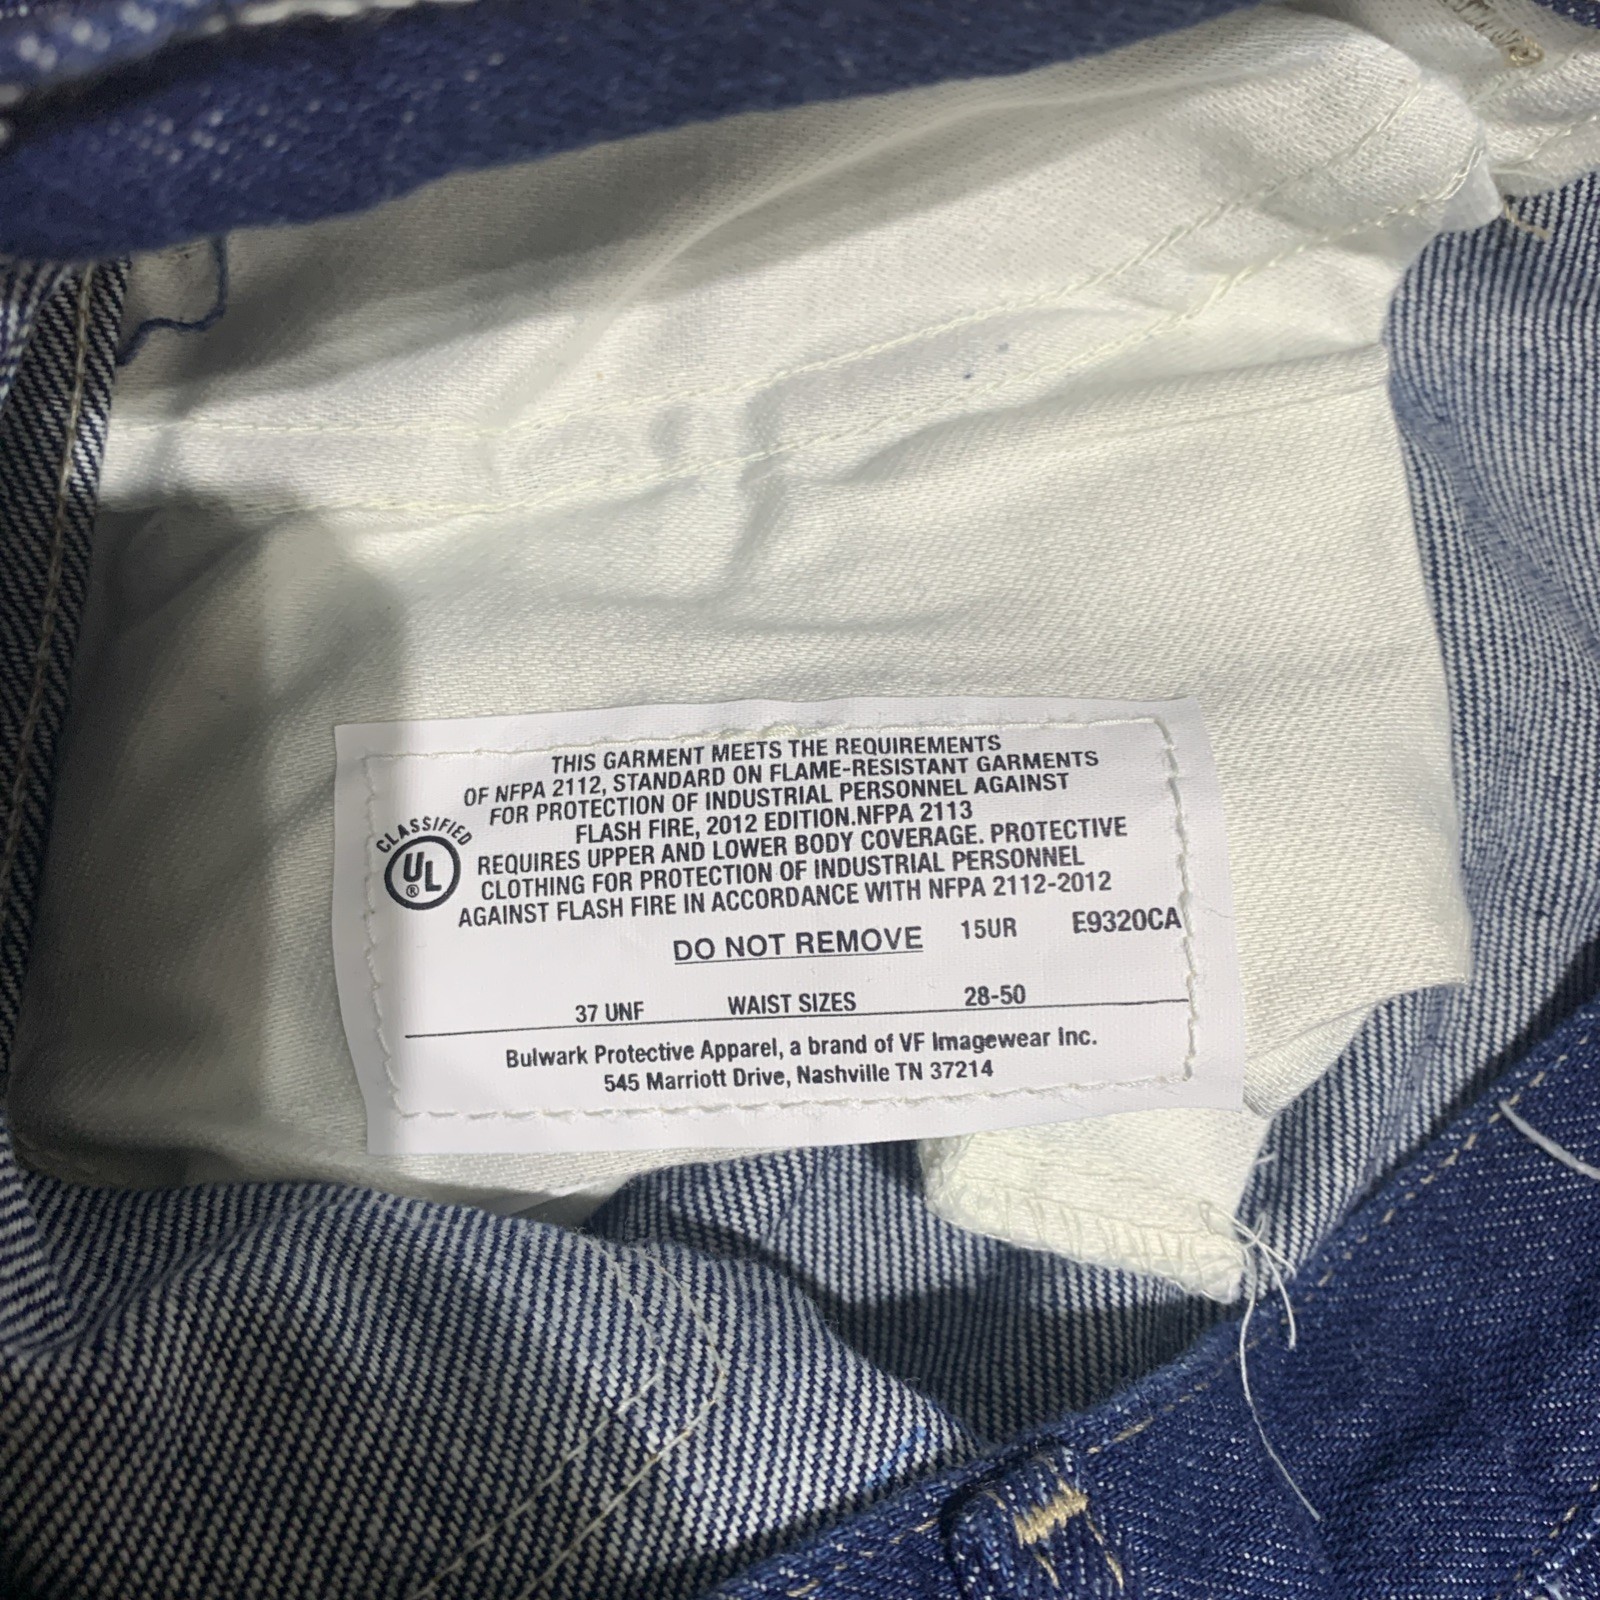 THIS GARMENT MEETS THE REQUIREMENTS
OF NFPA 2112, STANDARD ON FLAME-RESISTANT GARMENTS
FOR PROTECTION OF INDUSTRIAL PERSONNEL AGAINST
FLASH FIRE, 2012 EDITION.NFPA 2113
REQUIRES UPPER AND LOWER BODY COVERAGE. PROTECTIVE
CLOTHING FOR PROTECTION OF INDUSTRIAL PERSONNEL
AGAINST FLASH FIRE IN ACCORDANCE WITH NFPA 2112-2012
CLASSIFIED
UL
®
DO NOT REMOVE 15UR E9320CA
37 UNF WAIST SIZES 28-50
Bulwark Protective Apparel, a brand of VF Imagewear Inc.
545 Marriott Drive, Nashville TN 37214